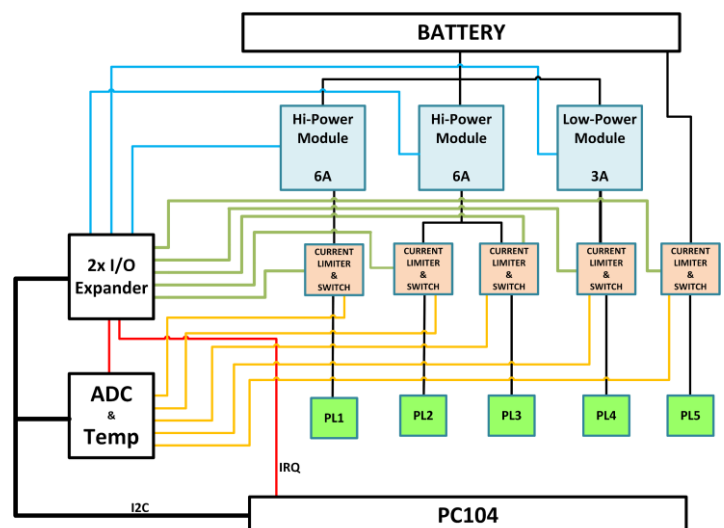 BATTERY
Hi-Power
Module
6A
Hi-Power
Module
6A
Low-Power
Module
3A
2x I/O
Expander
CURRENT
LIMITER
&
SWITCH
CURRENT
LIMITER
&
SWITCH
CURRENT
LIMITER
&
SWITCH
CURRENT
LIMITER
&
SWITCH
CURRENT
LIMITER
&
SWITCH
ADC
&
Temp
PL1
PL2
PL3
PL4
PL5
IRQ
I2C
PC104